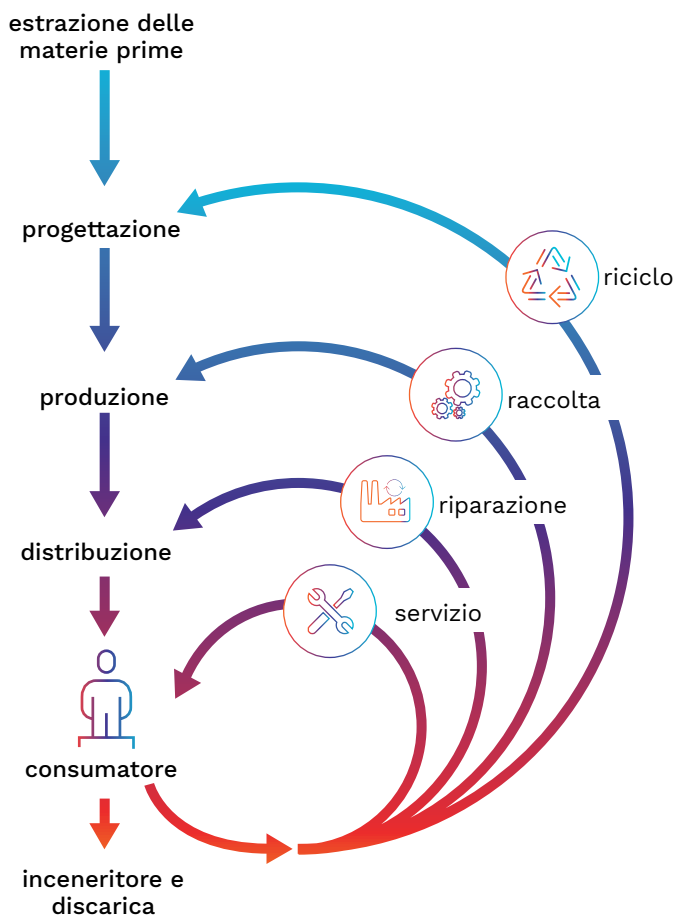 estrazione delle
materie prime
progettazione
riciclo
produzione
raccolta
riparazione
distribuzione
servizio
consumatore
inceneritore e
discarica